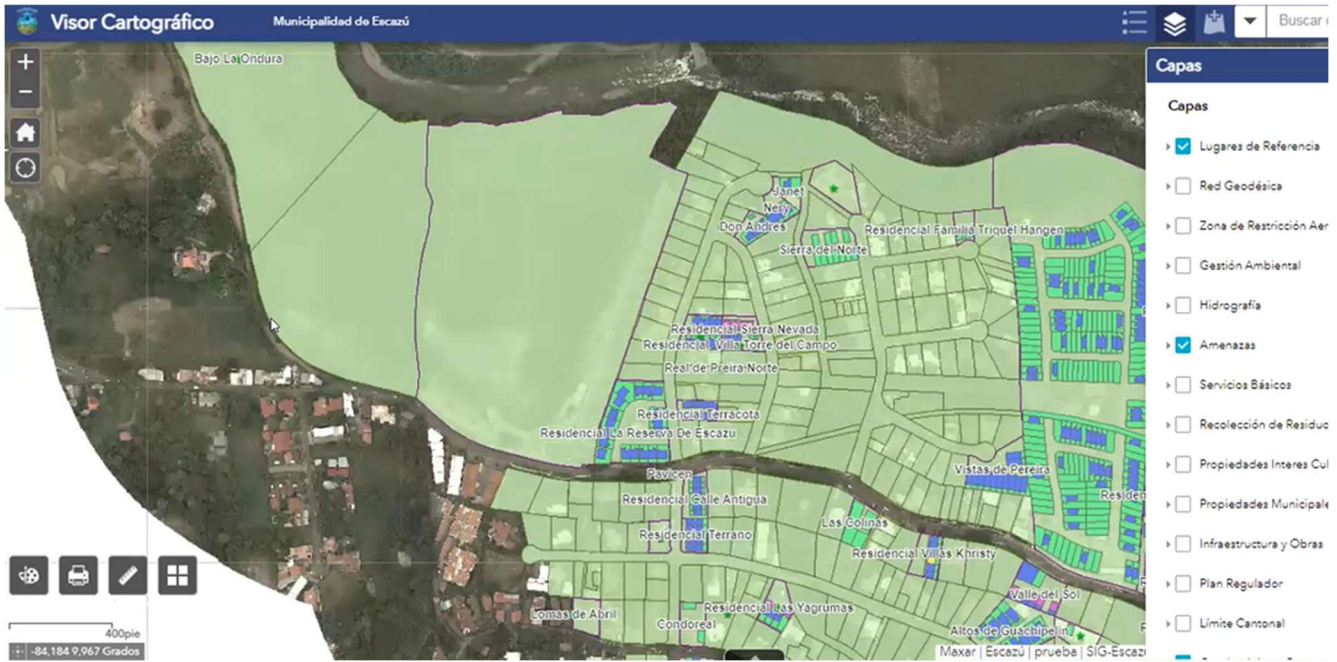 Visor Cartográfico
Municipalidad de Escazú
Buscar
Capas
Capas
Lugares de Referencia
Red Geodésica
Zona de Restricción Aer
Gestión Ambiental
Hidrografía
Amenazas
Servicios Básicos
Recolección de Residuc
Propiedades Interes Cul
Propiedades Municipale
Infraestructura y Obras
Plan Regulador
Límite Cantonal
Bajo La Ondura
Janet
Nery
Don Andres
Residencial Familia Triquel Hangen
Sierra del Norte
Residencial Sierra Nevada
Residencial Villa Torre del Campo
Real de Preira Norte
Residencial Terracota
Residencial La Reserva De Escazu
Vistas de Pereira
Pavicen
Residen
Residencial Calle Antigua
Las Colinas
Residencial Terrano
Residencial Villas Khristy
Valle del Sol
Residencial Las Yagrumas
Lomas de Abril
Condoreal
Altos de Guachipelin
400pie
-84,184 9,967 Grados
Maxar | Escazú | prueba | SIG-Escazú